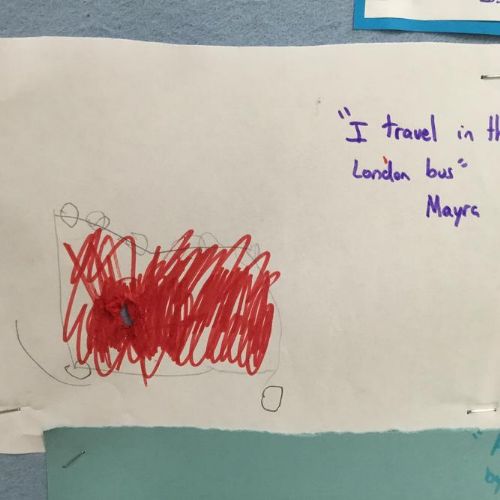 "I travel in th
London bus"
Mayra